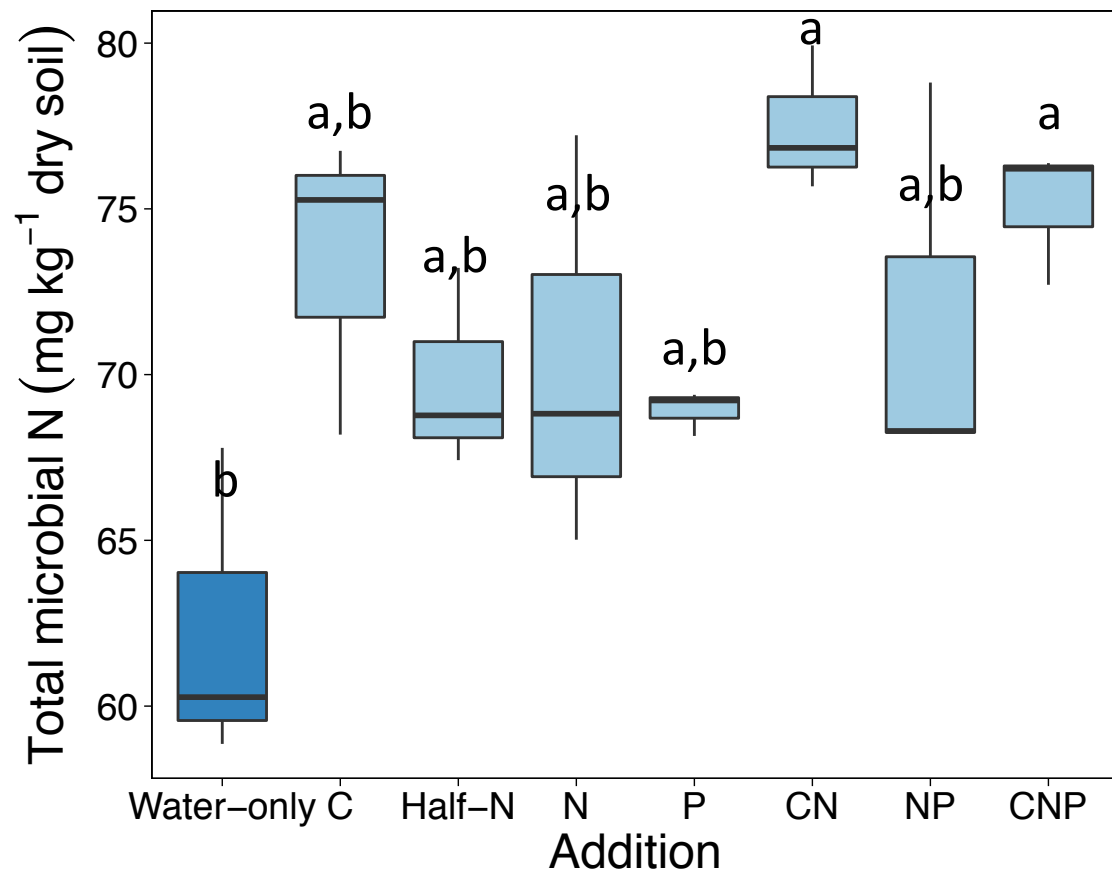 Total microbial N (mg kg⁻¹ dry soil)
80
75
70
65
60
b
a,b
a,b
a,b
a,b
a
a,b
a
Water−only C Half−N N P CN NP CNP
Addition